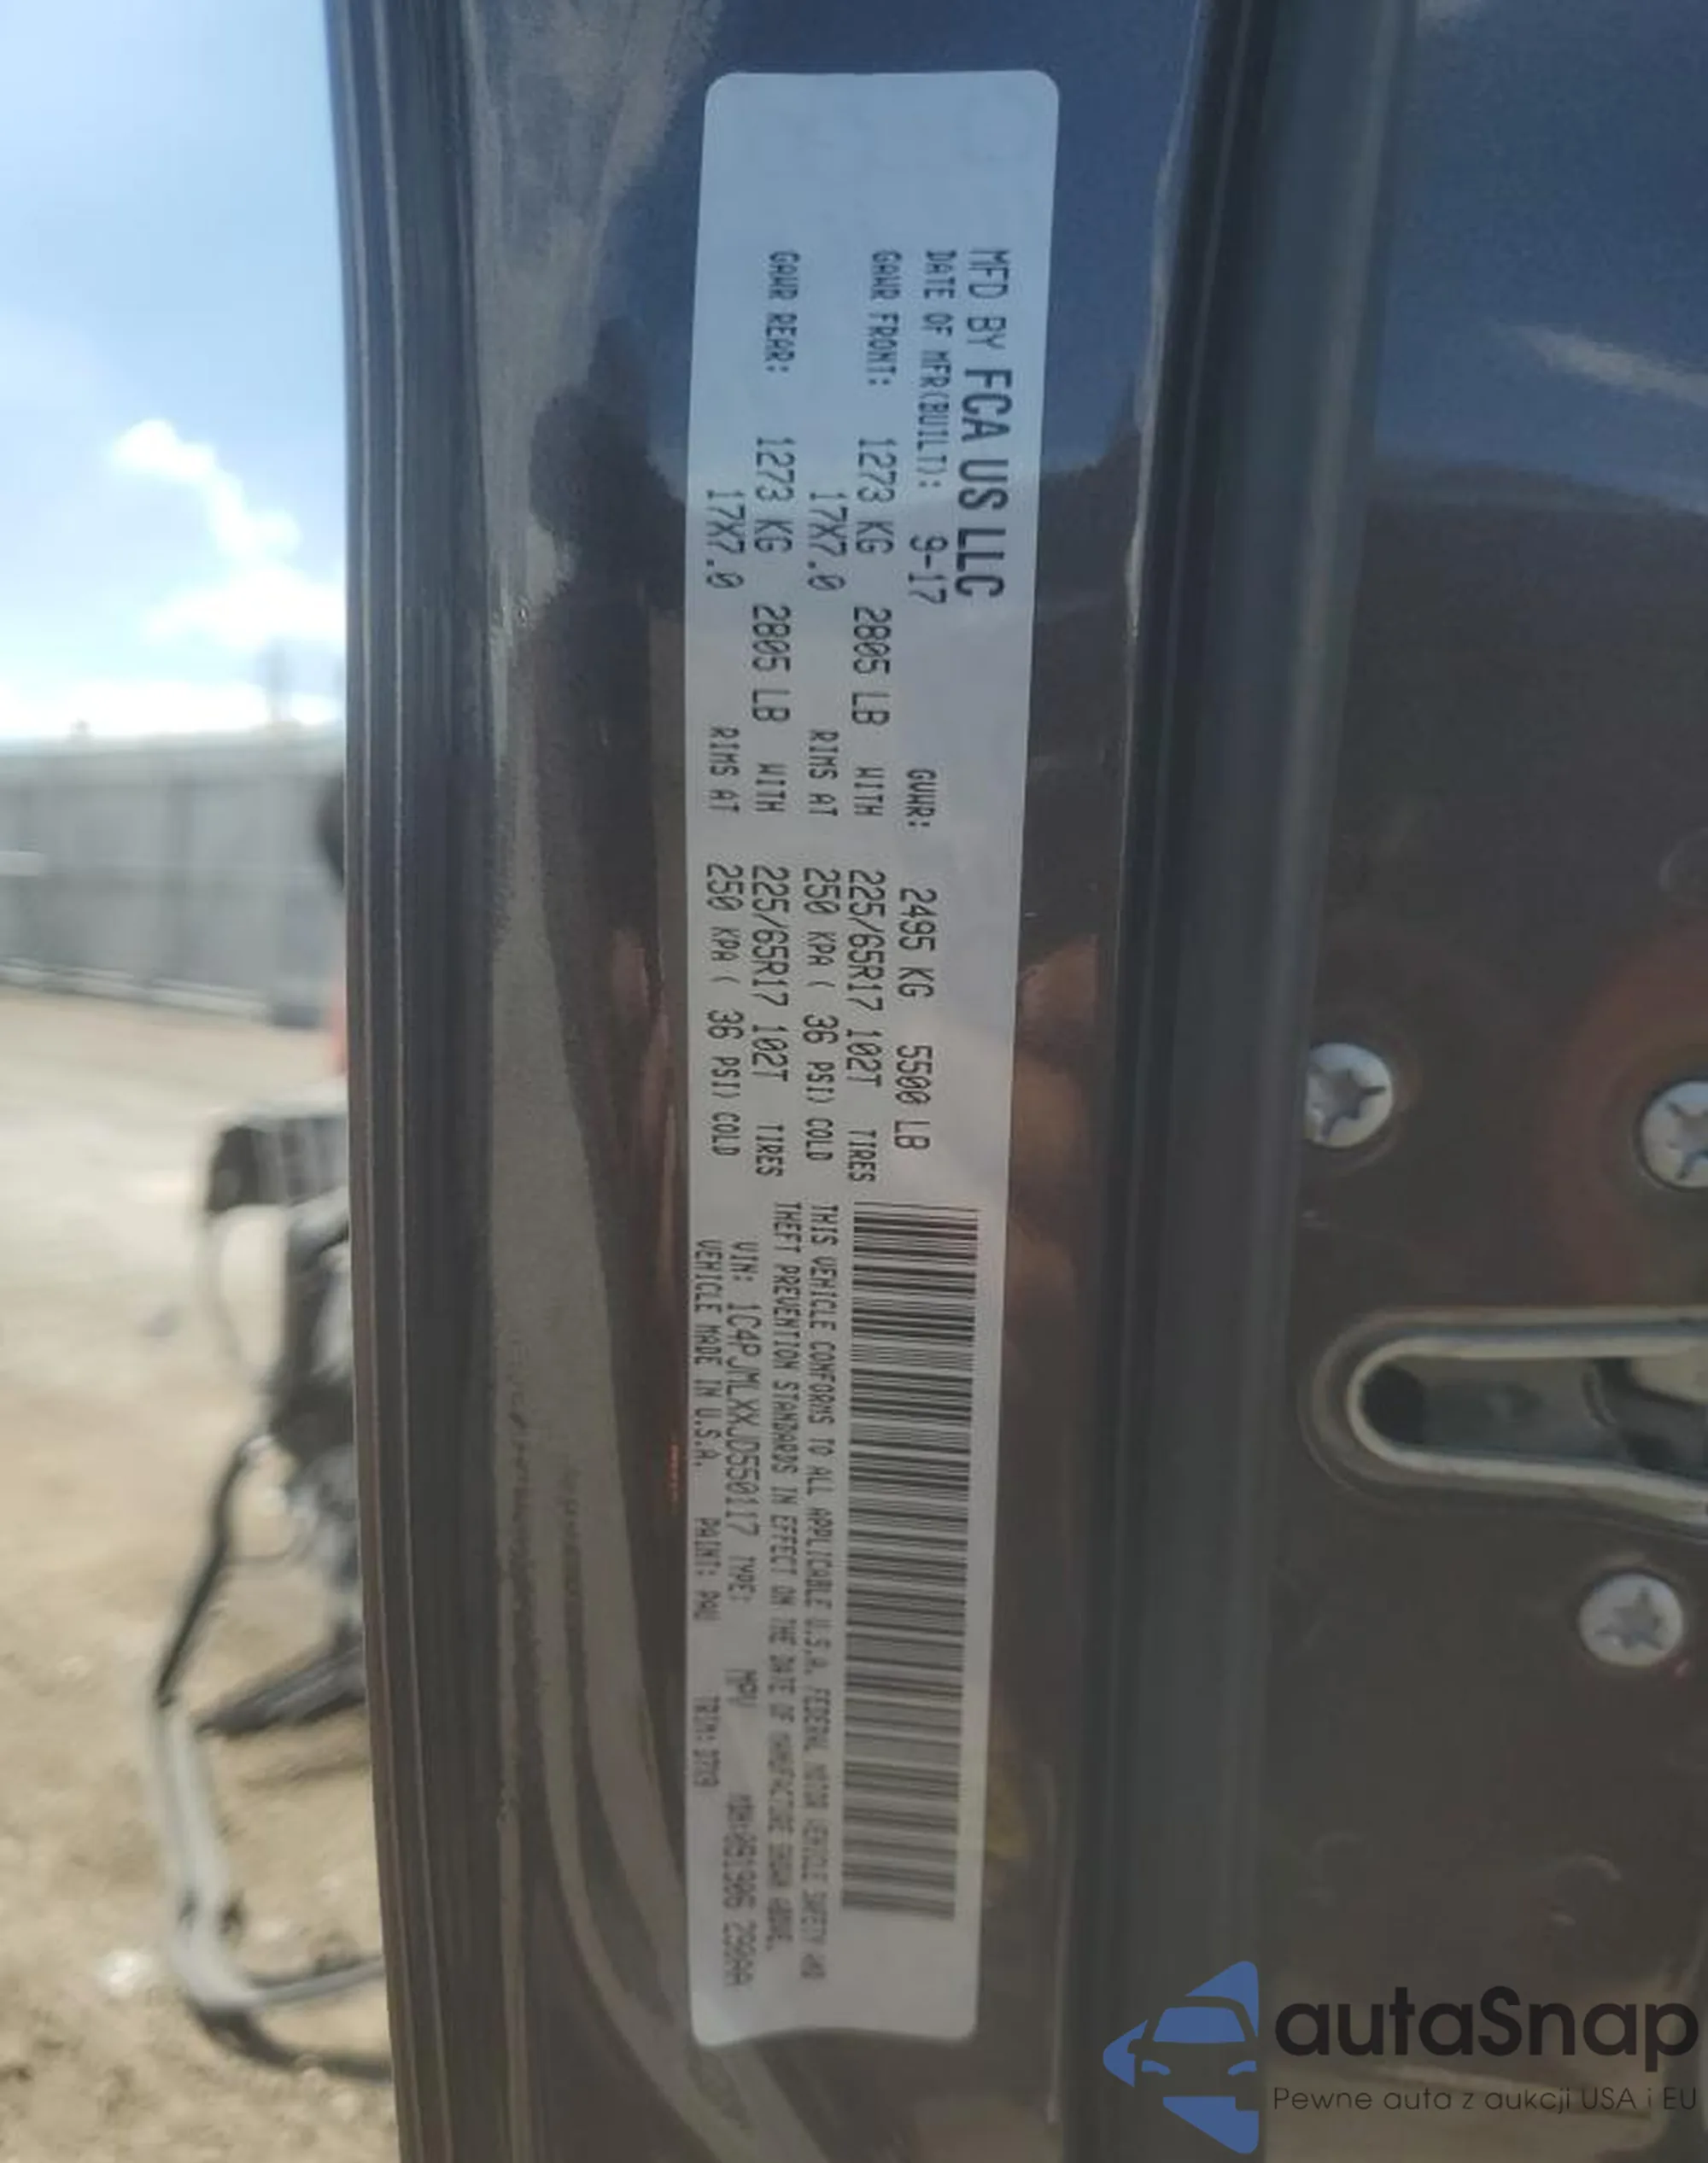 MFD BY FCA US LLC
DATE OF MFR(BUILT): 9-17 GVWR: 2495 KG 5500 LB
GAWR FRONT: 1273 KG 2805 LB WITH 225/65R17 102T TIRES
17X7.0 RIMS AT 250 KPA ( 36 PSI) COLD
GAWR REAR: 1273 KG 2805 LB WITH 225/65R17 102T TIRES
17X7.0 RIMS AT 250 KPA ( 36 PSI) COLD
THIS VEHICLE CONFORMS TO ALL APPLICABLE U.S.A. FEDERAL MOTOR VEHICLE SAFETY AND
THEFT PREVENTION STANDARDS IN EFFECT ON THE DATE OF MANUFACTURE SHOWN ABOVE.
VIN: 1C4PJMLXXJD550117 TYPE: MPV
VEHICLE MADE IN U.S.A. PAINT: PAU TRIM:
autaSnap
Pewne auta z aukcji USA i EU